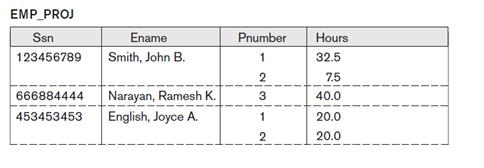 EMP_PROJ
Ssn Ename Pnumber Hours
123456789 Smith, John B. 1 32.5
2 7.5
666884444 Narayan, Ramesh K. 3 40.0
453453453 English, Joyce A. 1 20.0
2 20.0